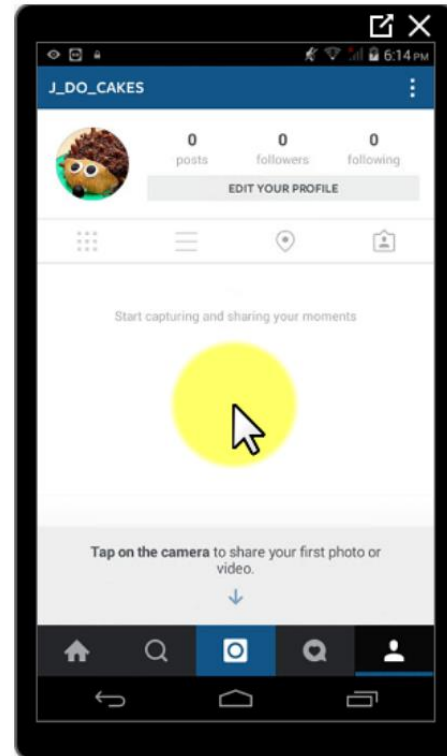 6:14 PM
J_DO_CAKES
0 0 0
posts followers following
EDIT YOUR PROFILE
Start capturing and sharing your moments
Tap on the camera to share your first photo or
video.